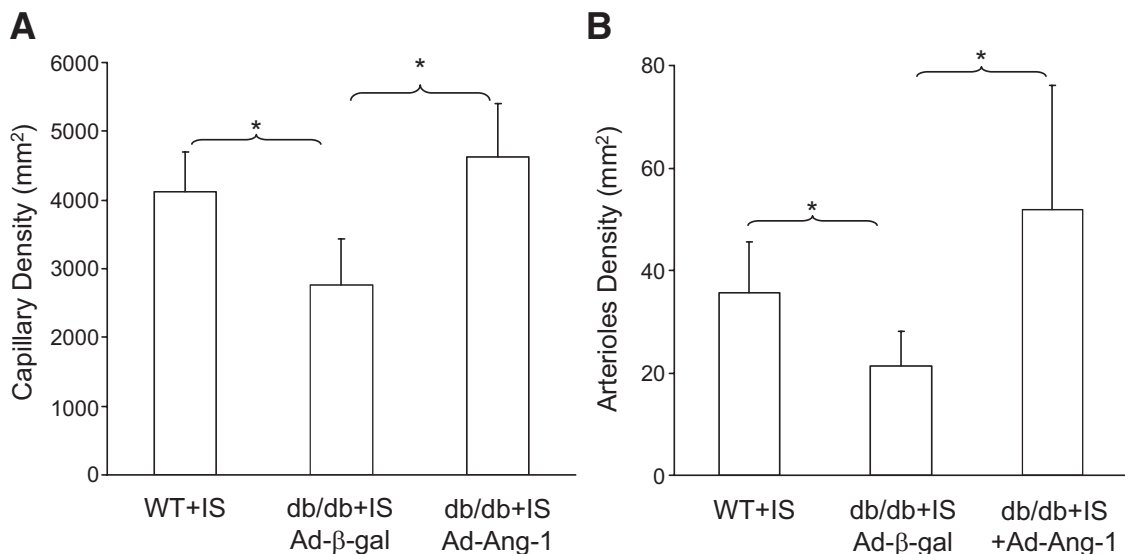 A
Capillary Density (mm²)
6000
5000
4000
3000
2000
1000
0
*
*
WT+IS
db/db+IS
Ad-β-gal
db/db+IS
Ad-Ang-1
B
Arterioles Density (mm²)
80
60
40
20
0
*
*
WT+IS
db/db+IS
Ad-β-gal
db/db+IS
+Ad-Ang-1